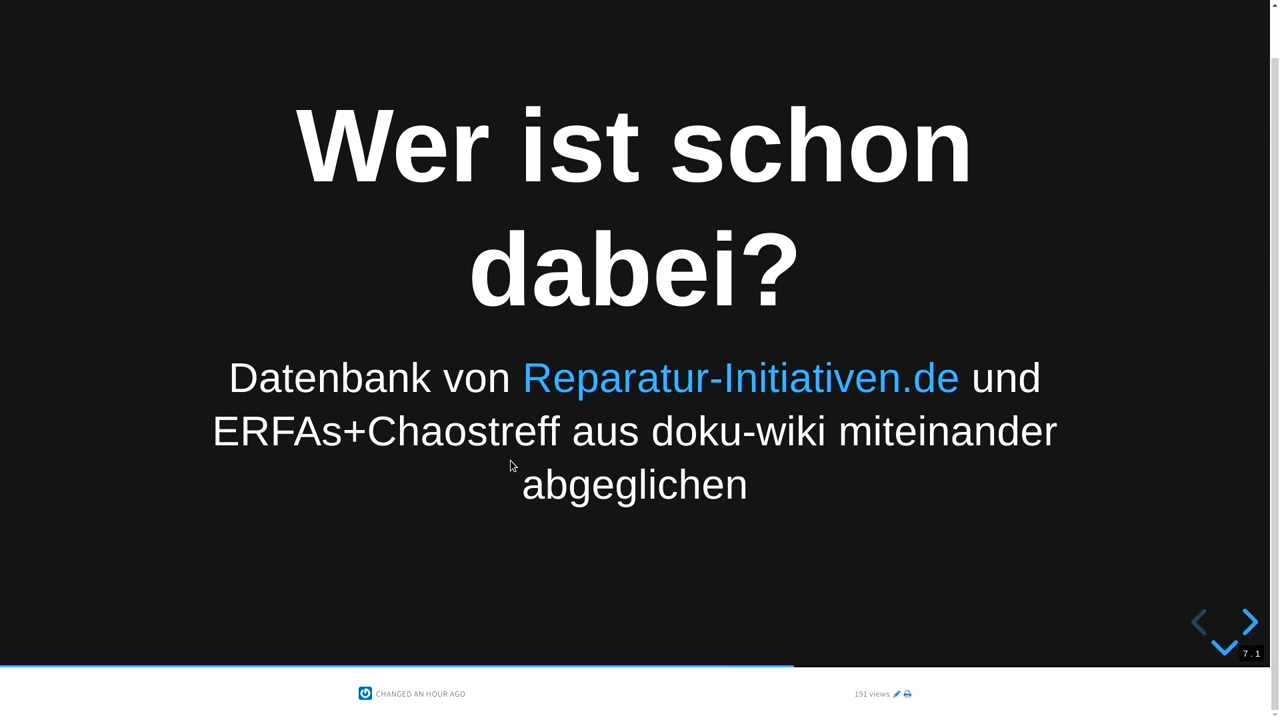 Wer ist schon
dabei?
Datenbank von Reparatur-Initiativen.de und
ERFAs+Chaostreff aus doku-wiki miteinander
abgeglichen
7.1
CHANGED AN HOUR AGO
191 views